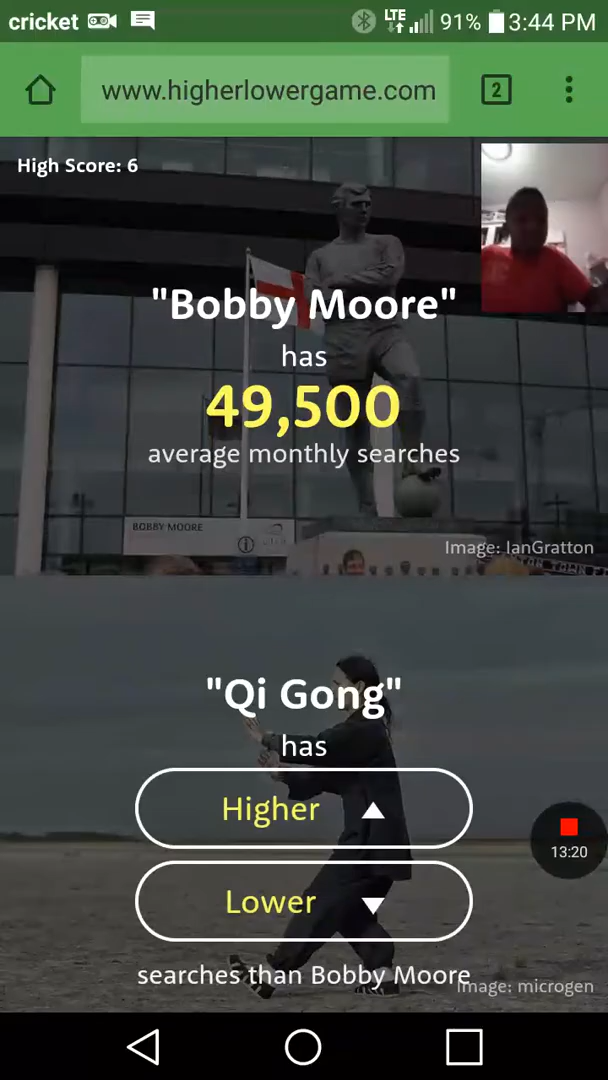 cricket LTE 91% 3:44 PM
www.higherlowergame.com 2
High Score: 6
"Bobby Moore"
has
49,500
average monthly searches
BOBBY MOORE
Image: IanGratton
"Qi Gong"
has
Higher
Lower
13:20
searches than Bobby Moore
Image: microgen